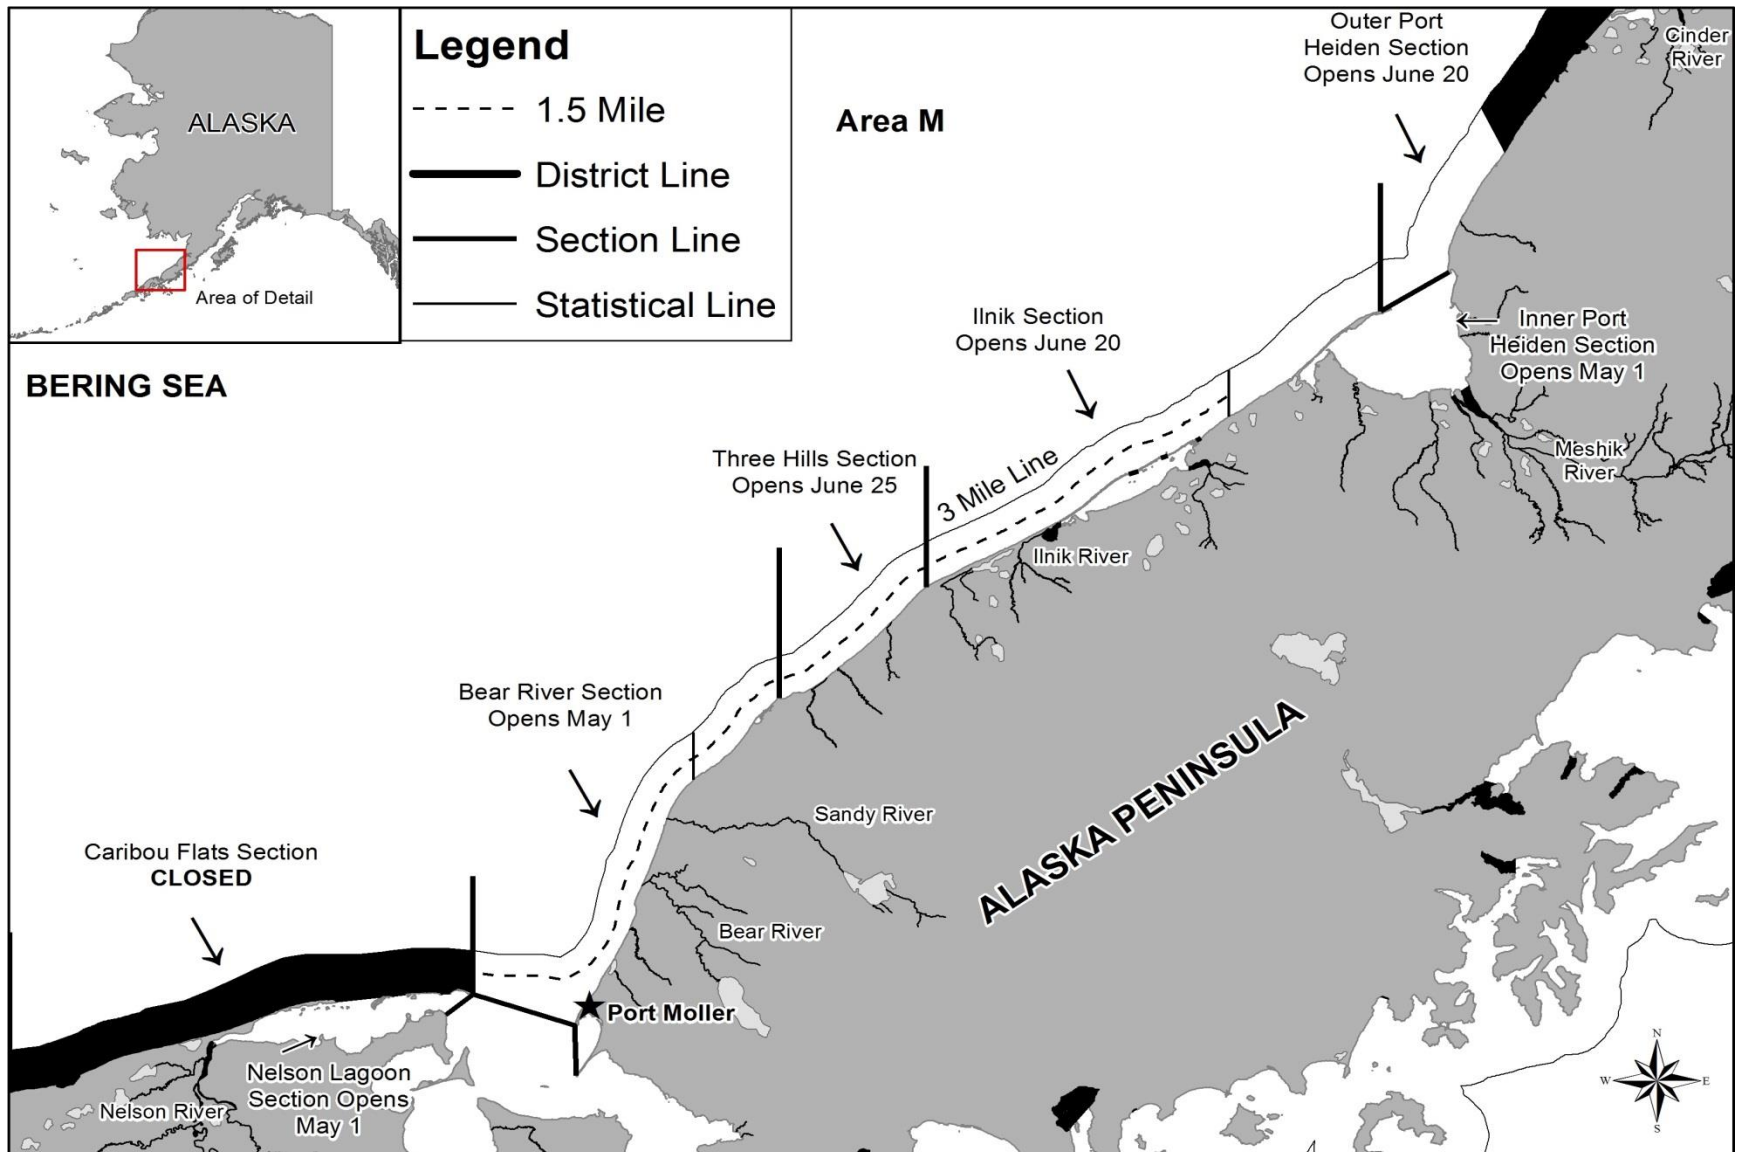 ALASKA
Area of Detail
Legend
1.5 Mile
District Line
Section Line
Statistical Line
Area M
BERING SEA
Outer Port
Heiden Section
Opens June 20
Cinder
River
Ilnik Section
Opens June 20
Inner Port
Heiden Section
Opens May 1
Meshik
River
Three Hills Section
Opens June 25
3 Mile Line
Ilnik River
Bear River Section
Opens May 1
ALASKA PENINSULA
Sandy River
Caribou Flats Section
CLOSED
Bear River
Port Moller
Nelson Lagoon
Section Opens
May 1
Nelson River
N
W
E
S